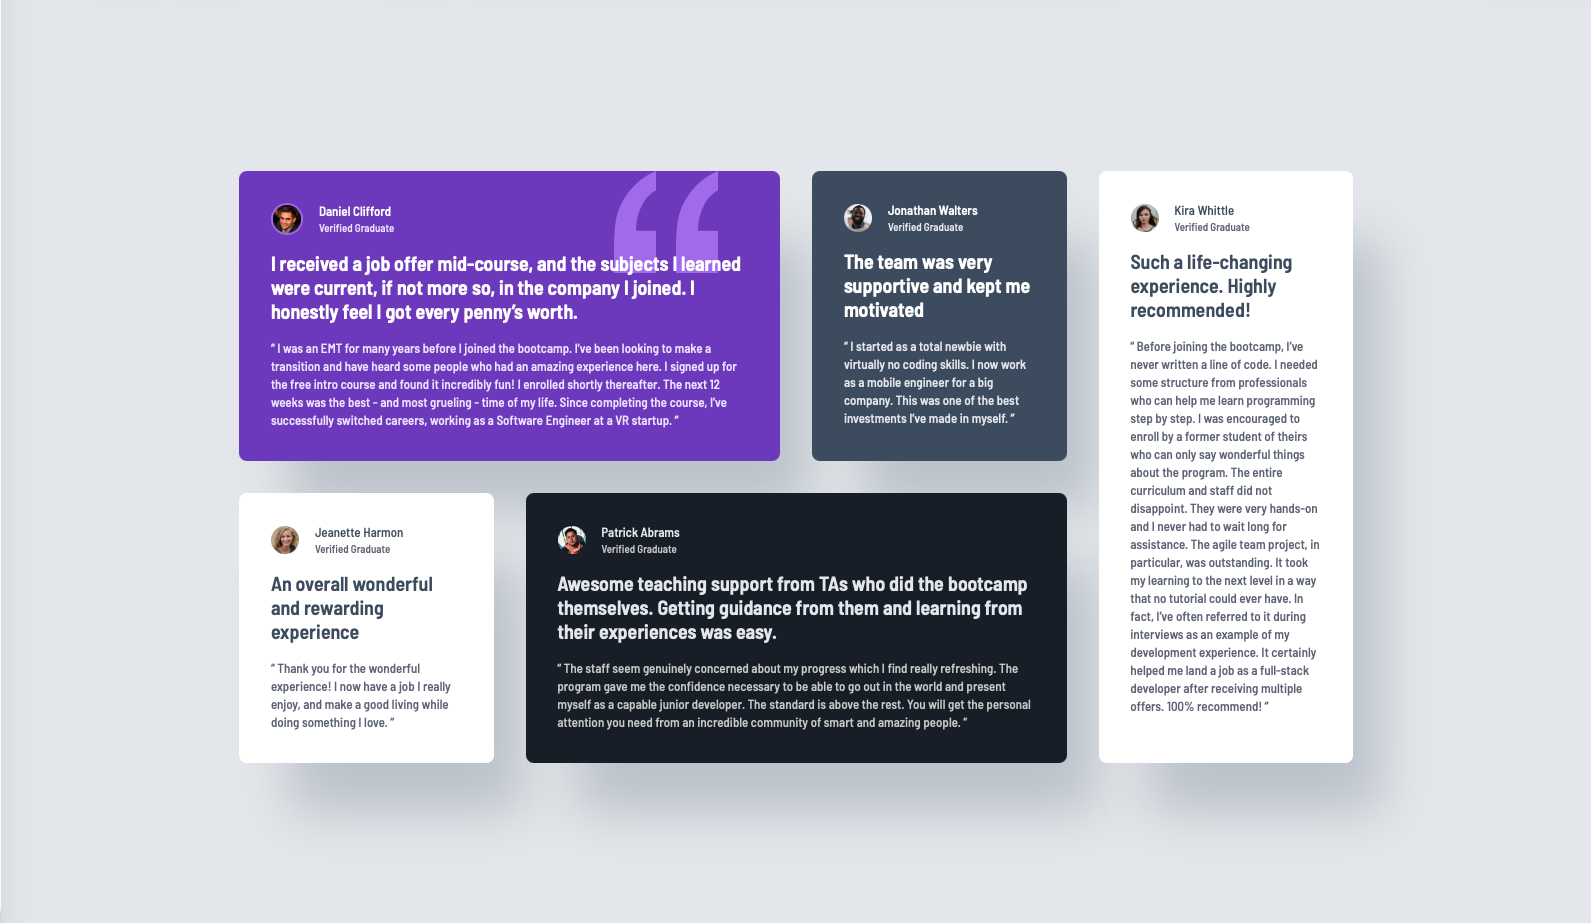 Daniel Clifford
Verified Graduate
I received a job offer mid-course, and the subjects I learned
were current, if not more so, in the company I joined. I
honestly feel I got every penny’s worth.
“ I was an EMT for many years before I joined the bootcamp. I’ve been looking to make a
transition and have heard some people who had an amazing experience here. I signed up for
the free intro course and found it incredibly fun! I enrolled shortly thereafter. The next 12
weeks was the best - and most grueling - time of my life. Since completing the course, I’ve
successfully switched careers, working as a Software Engineer at a VR startup. ”
Jonathan Walters
Verified Graduate
The team was very
supportive and kept me
motivated
“ I started as a total newbie with
virtually no coding skills. I now work
as a mobile engineer for a big
company. This was one of the best
investments I’ve made in myself. ”
Kira Whittle
Verified Graduate
Such a life-changing
experience. Highly
recommended!
“ Before joining the bootcamp, I’ve
never written a line of code. I needed
some structure from professionals
who can help me learn programming
step by step. I was encouraged to
enroll by a former student of theirs
who can only say wonderful things
about the program. The entire
curriculum and staff did not
disappoint. They were very hands-on
and I never had to wait long for
assistance. The agile team project, in
particular, was outstanding. It took
my learning to the next level in a way
that no tutorial could ever have. In
fact, I’ve often referred to it during
interviews as an example of my
development experience. It certainly
helped me land a job as a full-stack
developer after receiving multiple
offers. 100% recommend! ”
Jeanette Harmon
Verified Graduate
An overall wonderful
and rewarding
experience
“ Thank you for the wonderful
experience! I now have a job I really
enjoy, and make a good living while
doing something I love. ”
Patrick Abrams
Verified Graduate
Awesome teaching support from TAs who did the bootcamp
themselves. Getting guidance from them and learning from
their experiences was easy.
“ The staff seem genuinely concerned about my progress which I find really refreshing. The
program gave me the confidence necessary to be able to go out in the world and present
myself as a capable junior developer. The standard is above the rest. You will get the personal
attention you need from an incredible community of smart and amazing people. ”